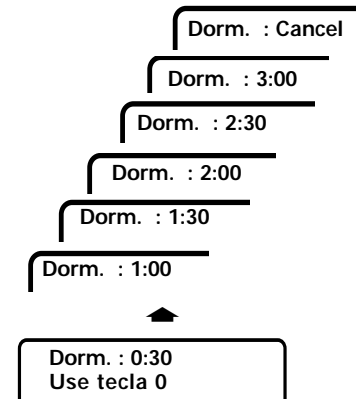 Dorm. : Cancel
Dorm. : 3:00
Dorm. : 2:30
Dorm. : 2:00
Dorm. : 1:30
Dorm. : 1:00
Dorm. : 0:30
Use tecla 0